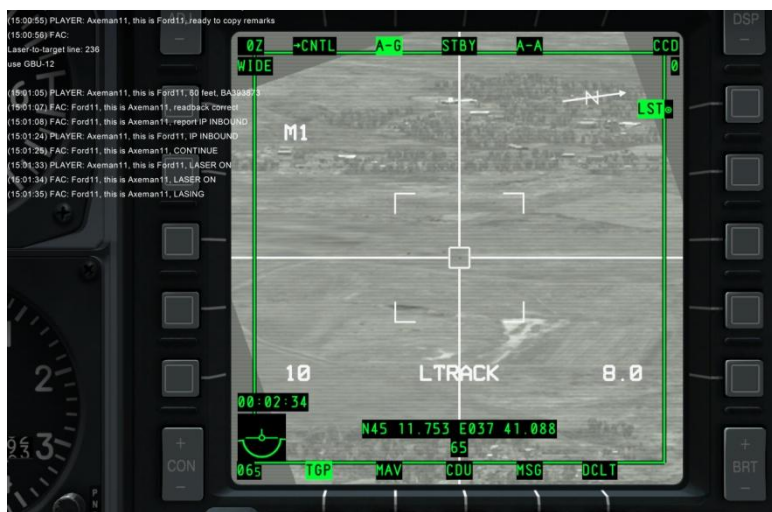 (15:00:55) PLAYER: Axeman11, this is Ford11, ready to copy remarks
(15:00:56) FAC:
Laser-to-target line: 236
use GBU-12
(15:01:05) PLAYER: Axeman11, this is Ford11, 80 feet, BA393873
(15:01:07) FAC: Ford11, this is Axeman11, readback correct
(15:01:08) FAC: Ford11, this is Axeman11, report IP INBOUND
(15:01:24) PLAYER: Axeman11, this is Ford11, IP INBOUND
(15:01:25) FAC: Ford11, this is Axeman11, CONTINUE
(15:01:33) PLAYER: Axeman11, this is Ford11, LASER ON
(15:01:34) FAC: Ford11, this is Axeman11, LASER ON
(15:01:35) FAC: Ford11, this is Axeman11, LASING
ADJ
DSP
0Z →CNTL A-G STBY A-A CCD
WIDE 0
N
LST
M1
10 LTRACK 8.0
00:02:34
N45 11.753 E037 41.088
65
065 TGP MAV CDU MSG DCLT
CON
BRT
2
3